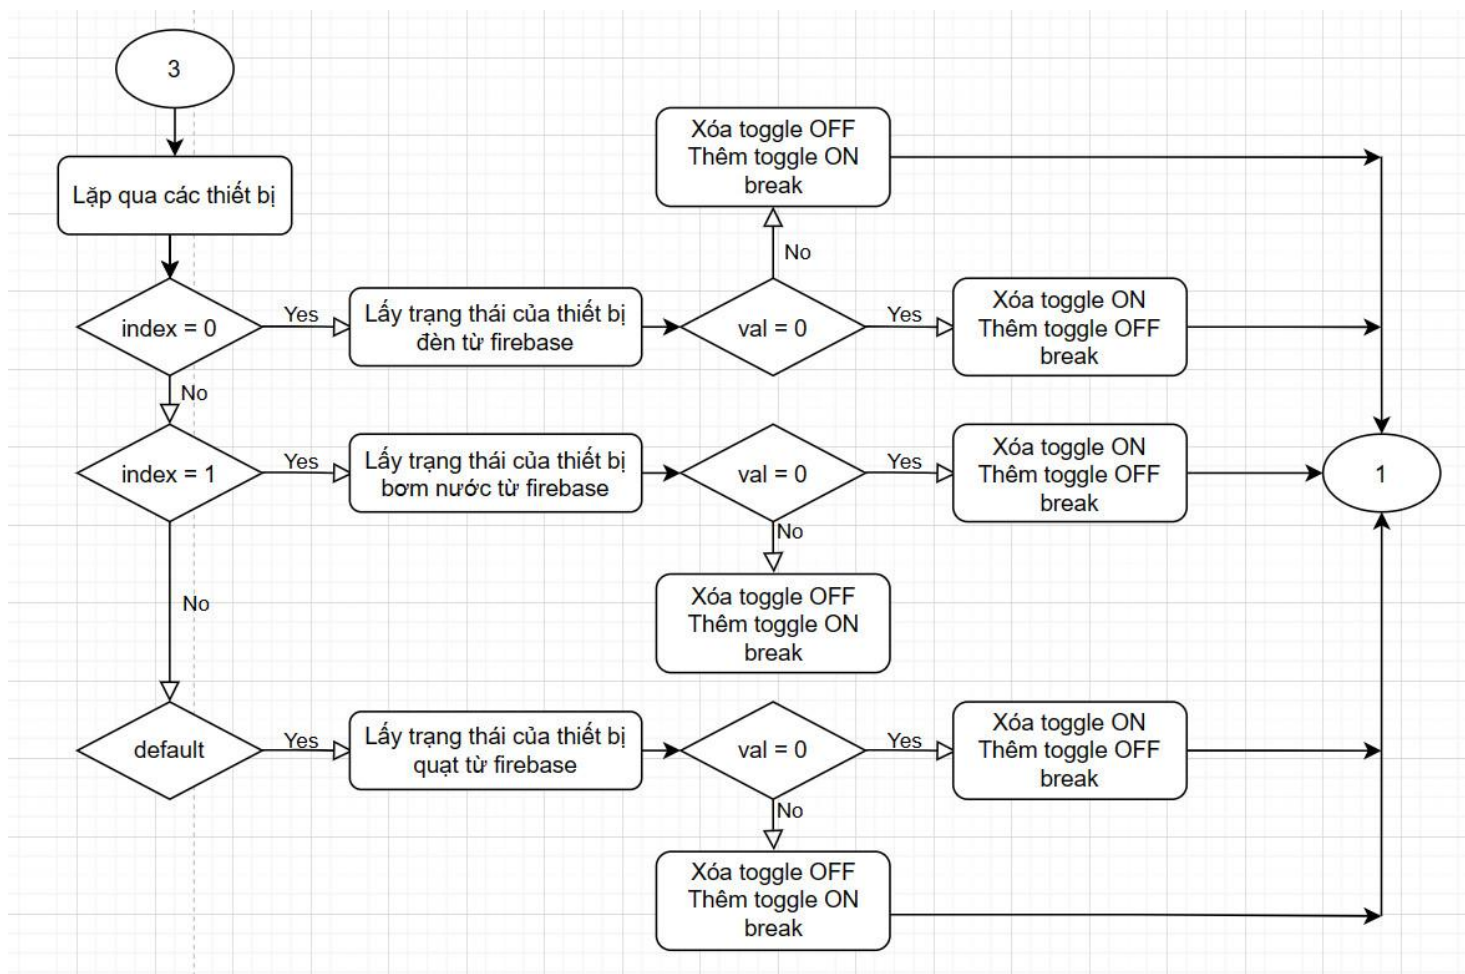 3
Lặp qua các thiết bị
index = 0
Yes
Lấy trạng thái của thiết bị
đèn từ firebase
val = 0
No
Xóa toggle OFF
Thêm toggle ON
break
Yes
Xóa toggle ON
Thêm toggle OFF
break
No
index = 1
Yes
Lấy trạng thái của thiết bị
bơm nước từ firebase
val = 0
Yes
Xóa toggle ON
Thêm toggle OFF
break
1
No
Xóa toggle OFF
Thêm toggle ON
break
No
default
Yes
Lấy trạng thái của thiết bị
quạt từ firebase
val = 0
Yes
Xóa toggle ON
Thêm toggle OFF
break
No
Xóa toggle OFF
Thêm toggle ON
break